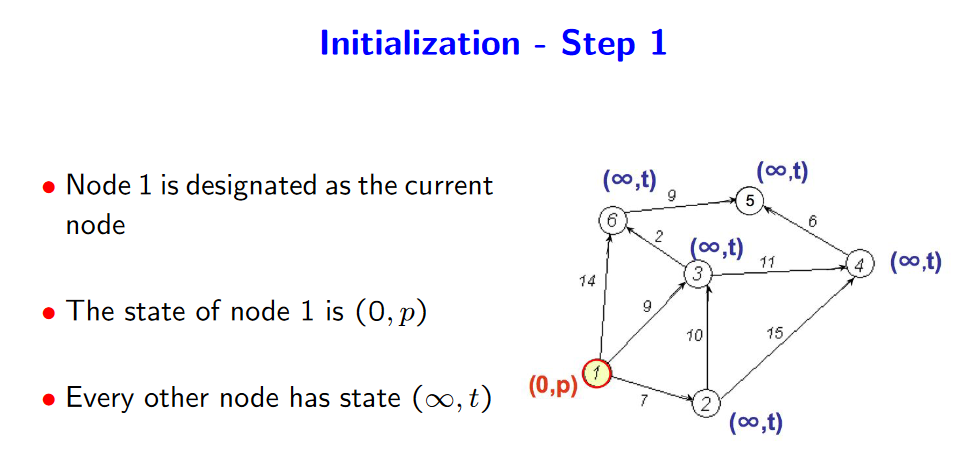 Initialization - Step 1
• Node 1 is designated as the current
node
• The state of node 1 is (0, p)
• Every other node has state (∞, t)
(∞,t)
(∞,t)
9
5
6
6
2
(∞,t)
3
11
4
(∞,t)
14
9
10
15
1
(0,p)
7
2
(∞,t)